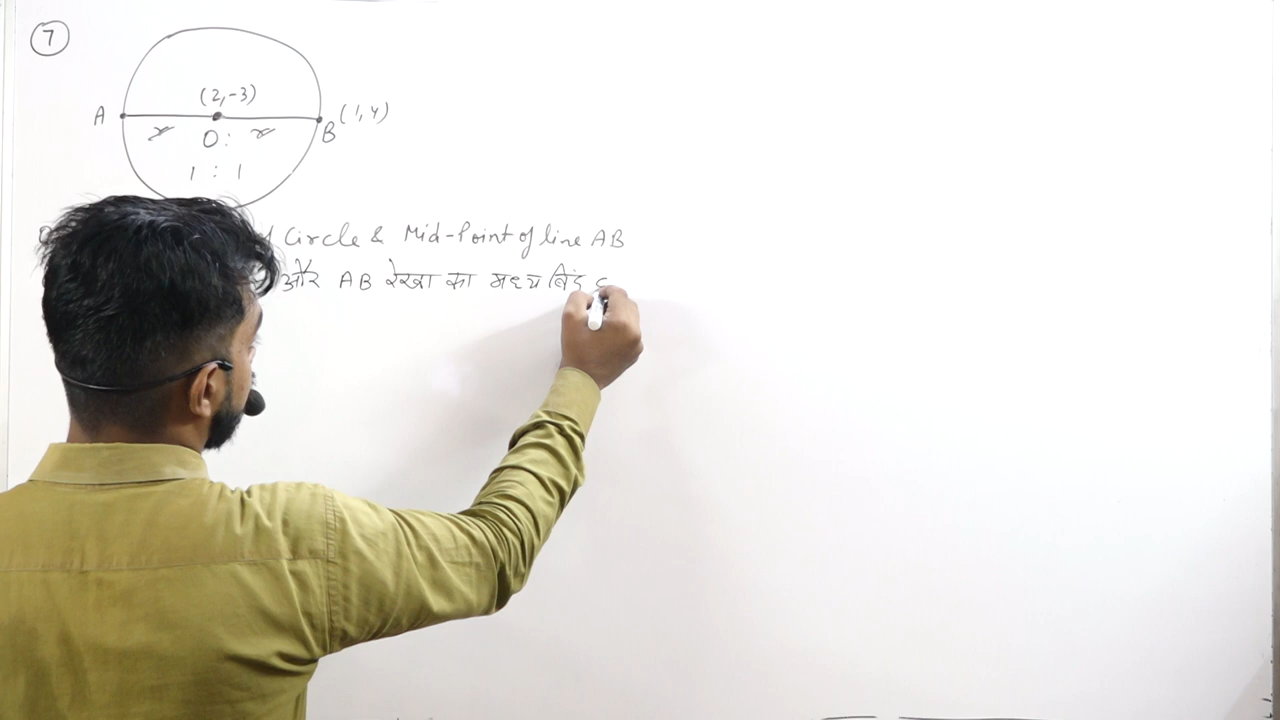 7
(2,-3)
A
B (1,4)
r r
O :
1 : 1
Circle & Mid-Point of line AB
और AB रेखा का मध्य बिंदु